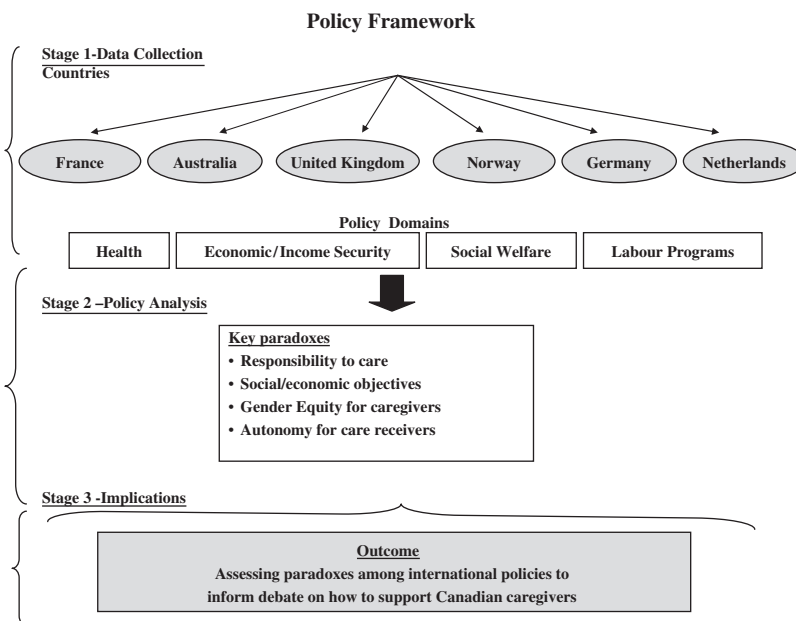 Policy Framework
Stage 1-Data Collection
Countries
France
Australia
United Kingdom
Norway
Germany
Netherlands
Policy Domains
Health
Economic/Income Security
Social Welfare
Labour Programs
Stage 2 –Policy Analysis
Key paradoxes
• Responsibility to care
• Social/economic objectives
• Gender Equity for caregivers
• Autonomy for care receivers
Stage 3 -Implications
Outcome
Assessing paradoxes among international policies to
inform debate on how to support Canadian caregivers